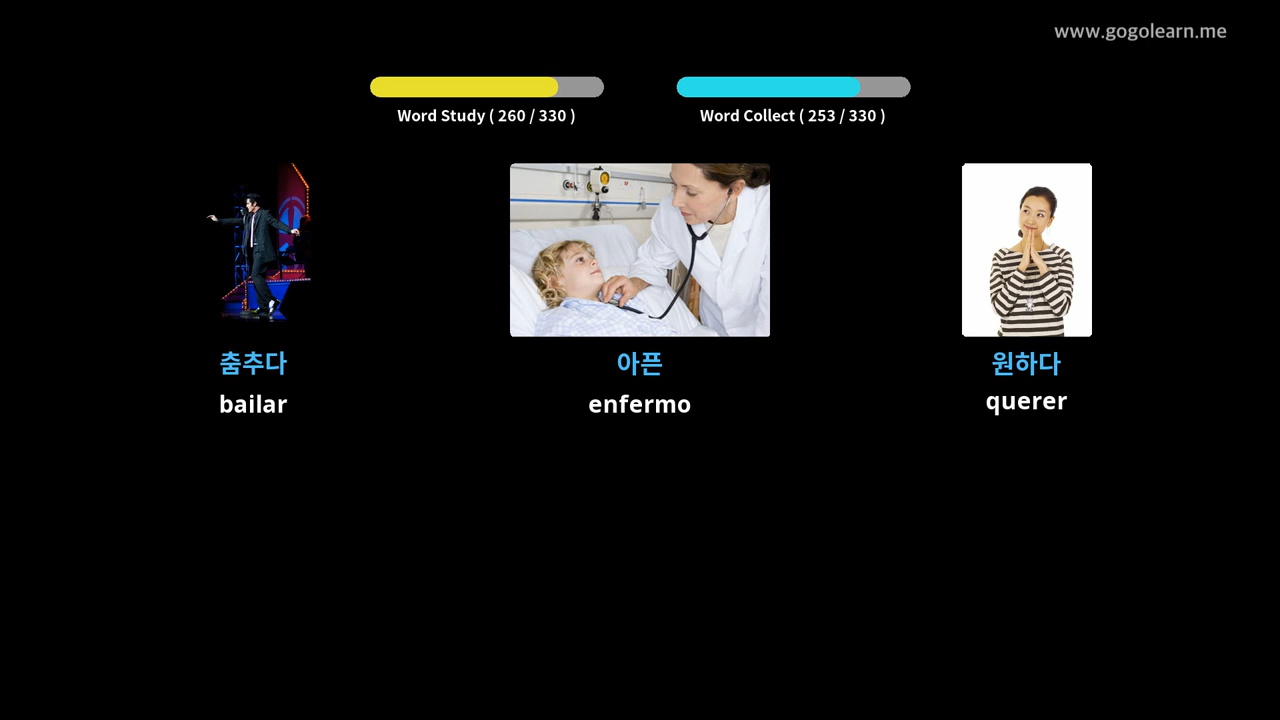 www.gogolearn.me
Word Study ( 260 / 330 )
Word Collect ( 253 / 330 )
춤추다
아픈
원하다
bailar
enfermo
querer